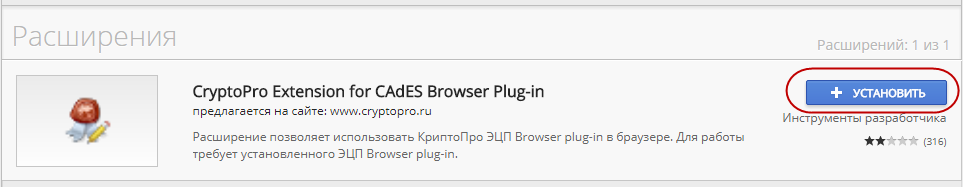 Расширения
Расширений: 1 из 1
CryptoPro Extension for CAdES Browser Plug-in
УСТАНОВИТЬ
предлагается на сайте: www.cryptopro.ru
Инструменты разработчика
Расширение позволяет использовать КриптоПро ЭЦП Browser plug-in в браузере. Для работы
(316)
требует установленного ЭЦП Browser plug-in.